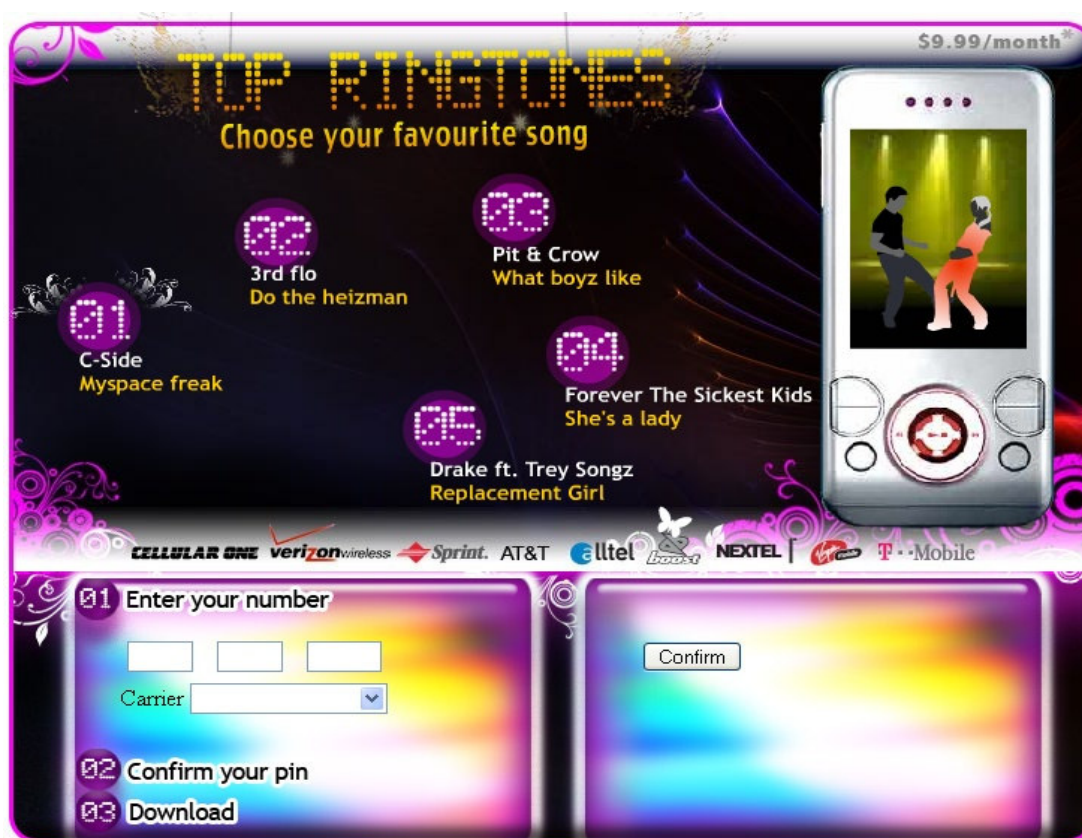 $9.99/month*
TOP RINGTONES
Choose your favourite song
01
C-Side
Myspace freak
02
3rd flo
Do the heizman
03
Pit & Crow
What boyz like
04
Forever The Sickest Kids
She's a lady
05
Drake ft. Trey Songz
Replacement Girl
CELLULAR ONE verizonwireless Sprint. AT&T alltel boost NEXTEL Virgin mobile T··Mobile
01 Enter your number
Carrier
02 Confirm your pin
03 Download
Confirm